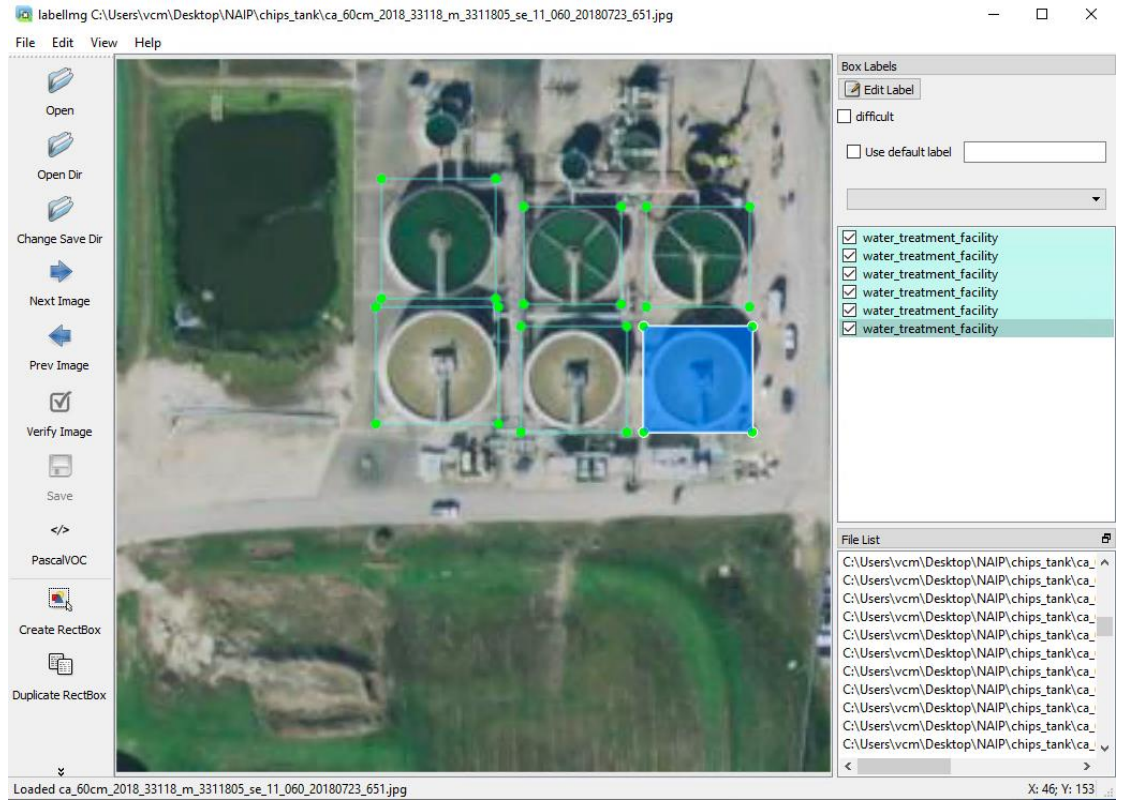 labelImg C:\Users\vcm\Desktop\NAIP\chips_tank\ca_60cm_2018_33118_m_3311805_se_11_060_20180723_651.jpg
File Edit View Help
Open
Open Dir
Change Save Dir
Next Image
Prev Image
Verify Image
Save
</>
PascalVOC
Create RectBox
Duplicate RectBox
Box Labels
Edit Label
difficult
Use default label
water_treatment_facility
water_treatment_facility
water_treatment_facility
water_treatment_facility
water_treatment_facility
water_treatment_facility
File List
C:\Users\vcm\Desktop\NAIP\chips_tank\ca_
C:\Users\vcm\Desktop\NAIP\chips_tank\ca_
C:\Users\vcm\Desktop\NAIP\chips_tank\ca_
C:\Users\vcm\Desktop\NAIP\chips_tank\ca_
C:\Users\vcm\Desktop\NAIP\chips_tank\ca_
C:\Users\vcm\Desktop\NAIP\chips_tank\ca_
C:\Users\vcm\Desktop\NAIP\chips_tank\ca_
C:\Users\vcm\Desktop\NAIP\chips_tank\ca_
C:\Users\vcm\Desktop\NAIP\chips_tank\ca_
C:\Users\vcm\Desktop\NAIP\chips_tank\ca_
C:\Users\vcm\Desktop\NAIP\chips_tank\ca_
Loaded ca_60cm_2018_33118_m_3311805_se_11_060_20180723_651.jpg
X: 46; Y: 153